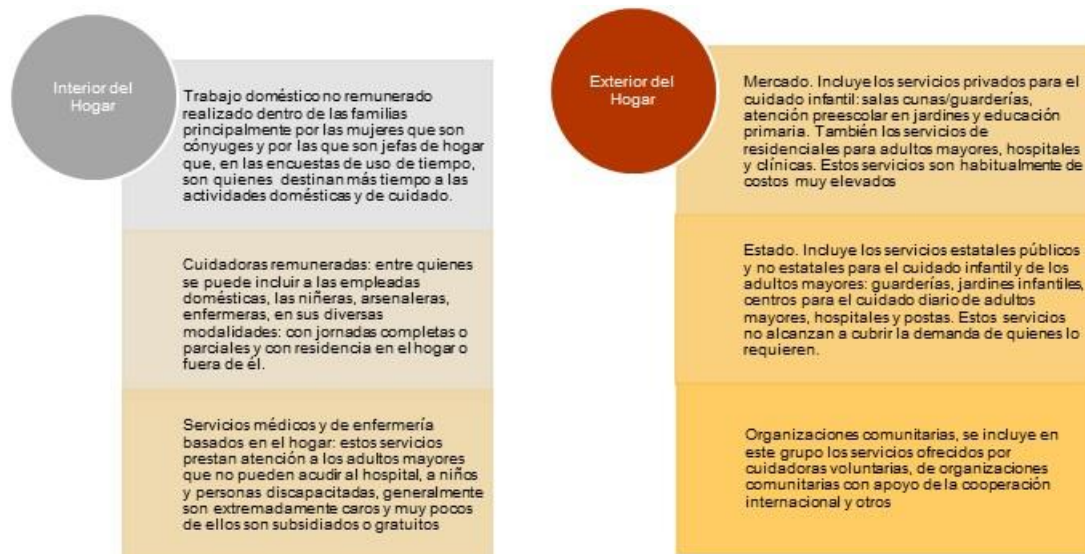 Interior del
Hogar
Trabajo doméstico no remunerado
realizado dentro de las familias
principalmente por las mujeres que son
cónyuges y por las que son jefas de hogar
que, en las encuestas de uso de tiempo,
son quienes destinan más tiempo a las
actividades domésticas y de cuidado.
Cuidadoras remuneradas: entre quienes
se puede incluir a las empleadas
domésticas, las niñeras, arsenaleras,
enfermeras, en sus diversas
modalidades: con jornadas completas o
parciales y con residencia en el hogar o
fuera de él.
Servicios médicos y de enfermería
basados en el hogar: estos servicios
prestan atención a los adultos mayores
que no pueden acudir al hospital, a niños
y personas discapacitadas, generalmente
son extremadamente caros y muy pocos
de ellos son subsidiados o gratuitos
Exterior del
Hogar
Mercado. Incluye los servicios privados para el
cuidado infantil: salas cunas/guarderías,
atención preescolar en jardines y educación
primaria. También los servicios de
residenciales para adultos mayores, hospitales
y clínicas. Estos servicios son habitualmente de
costos muy elevados
Estado. Incluye los servicios estatales públicos
y no estatales para el cuidado infantil y de los
adultos mayores: guarderías, jardines infantiles,
centros para el cuidado diario de adultos
mayores, hospitales y postas. Estos servicios
no alcanzan a cubrir la demanda de quienes lo
requieren.
Organizaciones comunitarias, se incluye en
este grupo los servicios ofrecidos por
cuidadoras voluntarias, de organizaciones
comunitarias con apoyo de la cooperación
internacional y otros